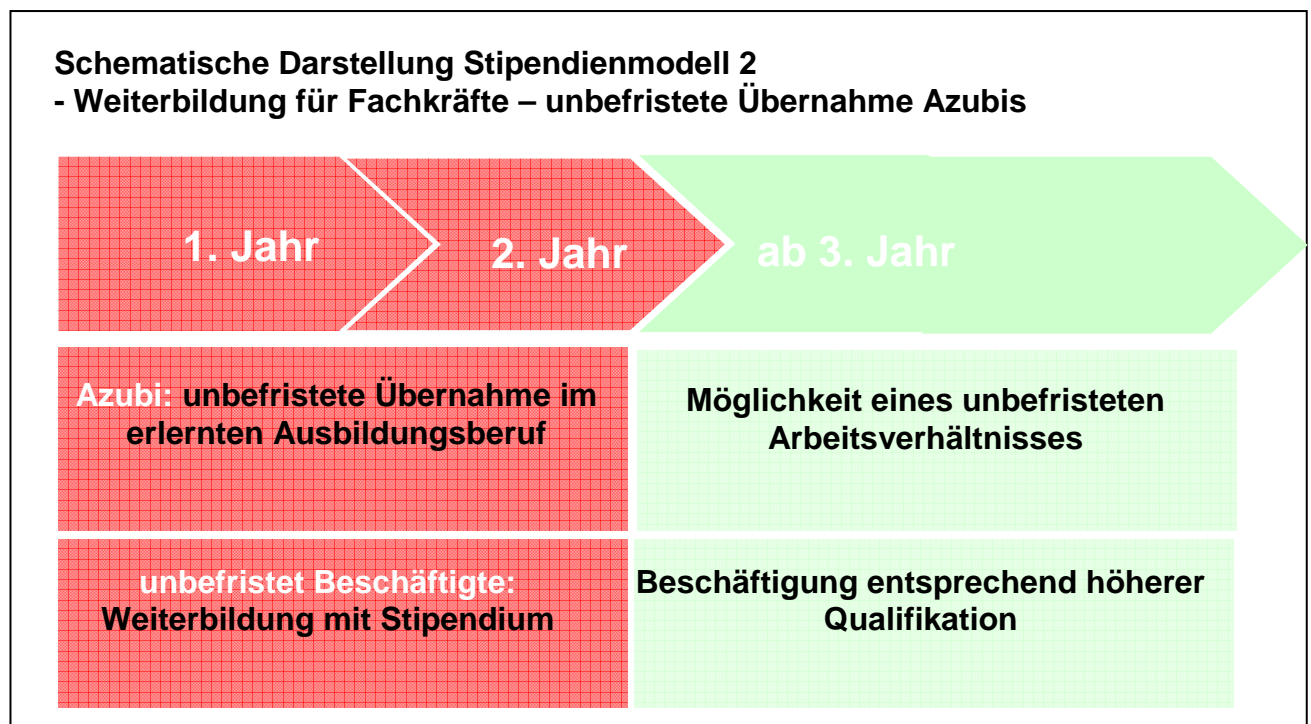 Schematische Darstellung Stipendienmodell 2
- Weiterbildung für Fachkräfte – unbefristete Übernahme Azubis
1. Jahr
2. Jahr
ab 3. Jahr
Azubi: unbefristete Übernahme im
erlernten Ausbildungsberuf
Möglichkeit eines unbefristeten
Arbeitsverhältnisses
unbefristet Beschäftigte:
Weiterbildung mit Stipendium
Beschäftigung entsprechend höherer
Qualifikation